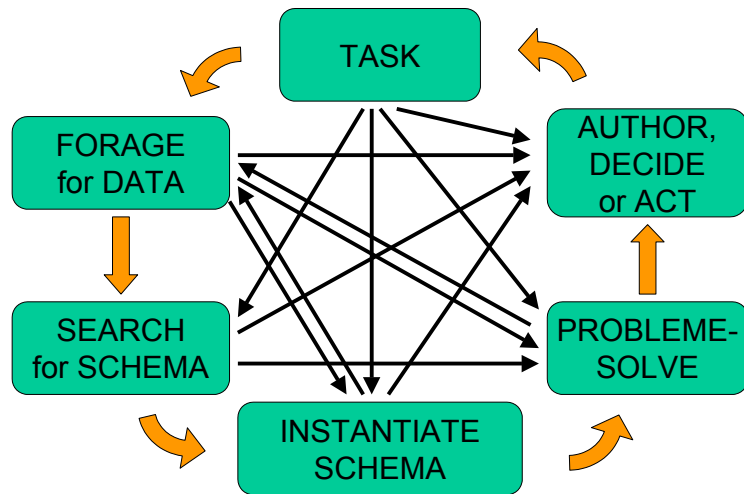 TASK
FORAGE
for DATA
AUTHOR,
DECIDE
or ACT
SEARCH
for SCHEMA
PROBLEME-
SOLVE
INSTANTIATE
SCHEMA